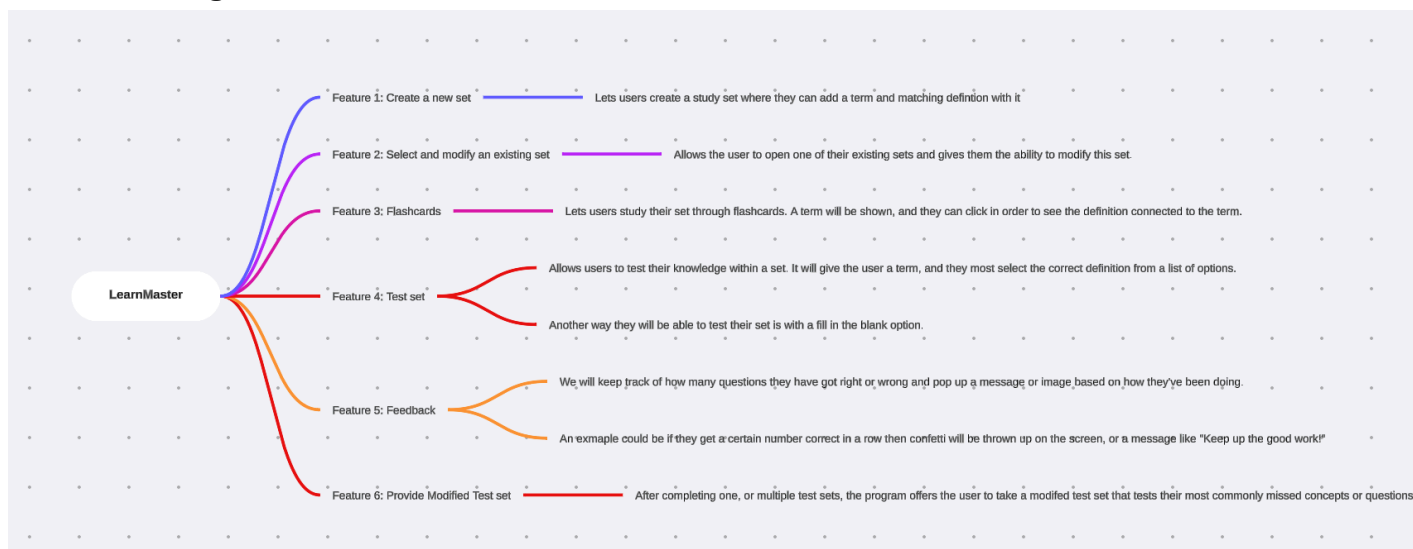 LearnMaster
Feature 1: Create a new set
Lets users create a study set where they can add a term and matching defintion with it
Feature 2: Select and modify an existing set
Allows the user to open one of their existing sets and gives them the ability to modify this set.
Feature 3: Flashcards
Lets users study their set through flashcards. A term will be shown, and they can click in order to see the definition connected to the term.
Feature 4: Test set
Allows users to test their knowledge within a set. It will give the user a term, and they most select the correct definition from a list of options.
Another way they will be able to test their set is with a fill in the blank option.
Feature 5: Feedback
We will keep track of how many questions they have got right or wrong and pop up a message or image based on how they've been doing.
An exmaple could be if they get a certain number correct in a row then confetti will be thrown up on the screen, or a message like "Keep up the good work!"
Feature 6: Provide Modified Test set
After completing one, or multiple test sets, the program offers the user to take a modifed test set that tests their most commonly missed concepts or questions